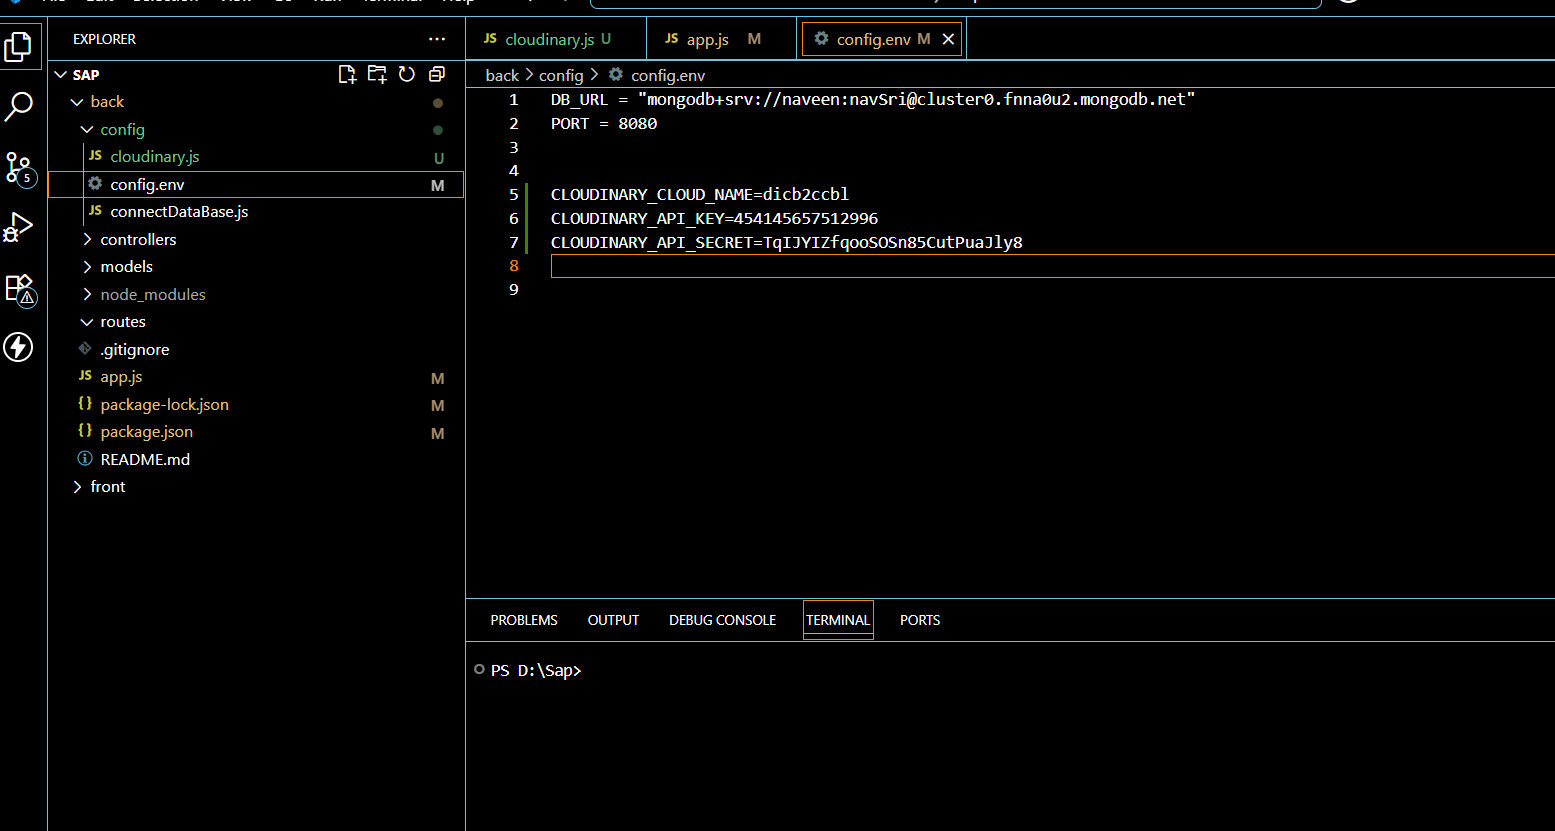 EXPLORER
SAP
back
config
cloudinary.js U
config.env M
connectDataBase.js
controllers
models
node_modules
routes
.gitignore
JS app.js M
package-lock.json M
package.json M
README.md
front
5
JS cloudinary.js U
JS app.js M
config.env M
back > config > config.env
1 DB_URL = "mongodb+srv://naveen:navSri@cluster0.fnna0u2.mongodb.net"
2 PORT = 8080
3
4
5 CLOUDINARY_CLOUD_NAME=dicb2ccbl
6 CLOUDINARY_API_KEY=454145657512996
7 CLOUDINARY_API_SECRET=TqIJYIZfqooSOSn85CutPuaJly8
8
9
PROBLEMS OUTPUT DEBUG CONSOLE TERMINAL PORTS
PS D:\Sap>